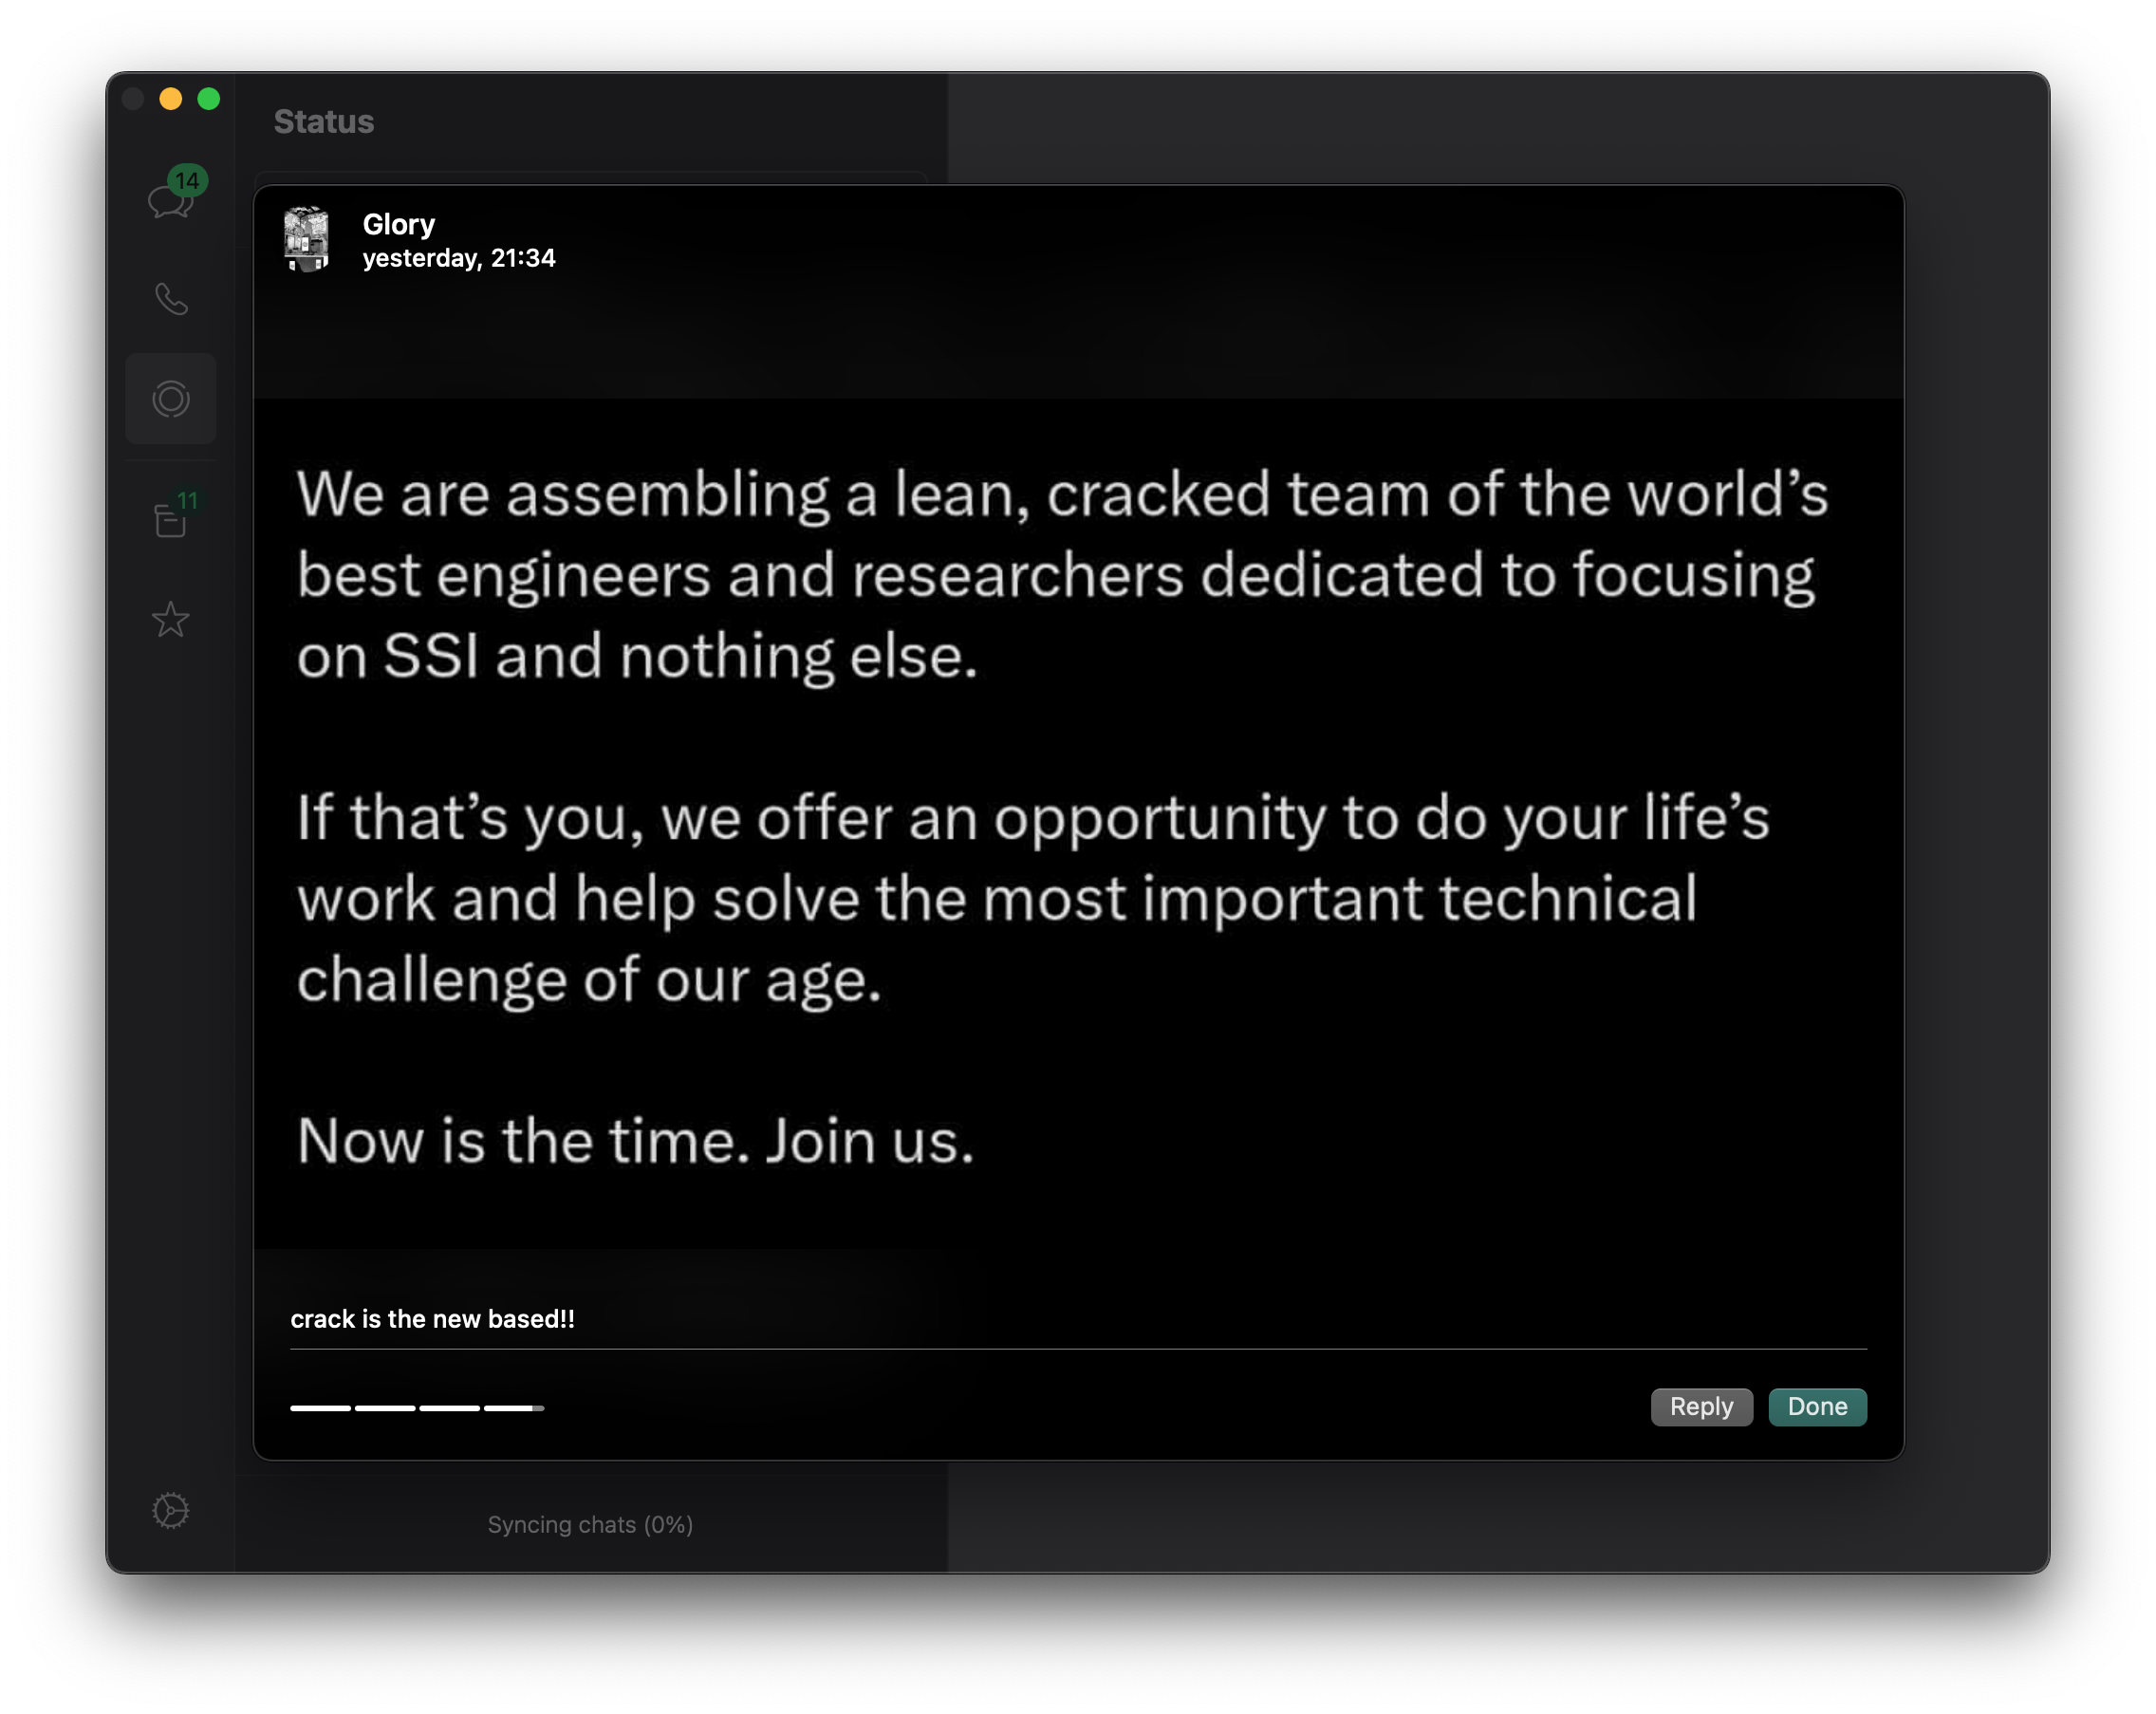 Status
14
Glory
yesterday, 21:34
We are assembling a lean, cracked team of the world’s
best engineers and researchers dedicated to focusing
on SSI and nothing else.
11
If that’s you, we offer an opportunity to do your life’s
work and help solve the most important technical
challenge of our age.
Now is the time. Join us.
crack is the new based!!
Reply
Done
Syncing chats (0%)